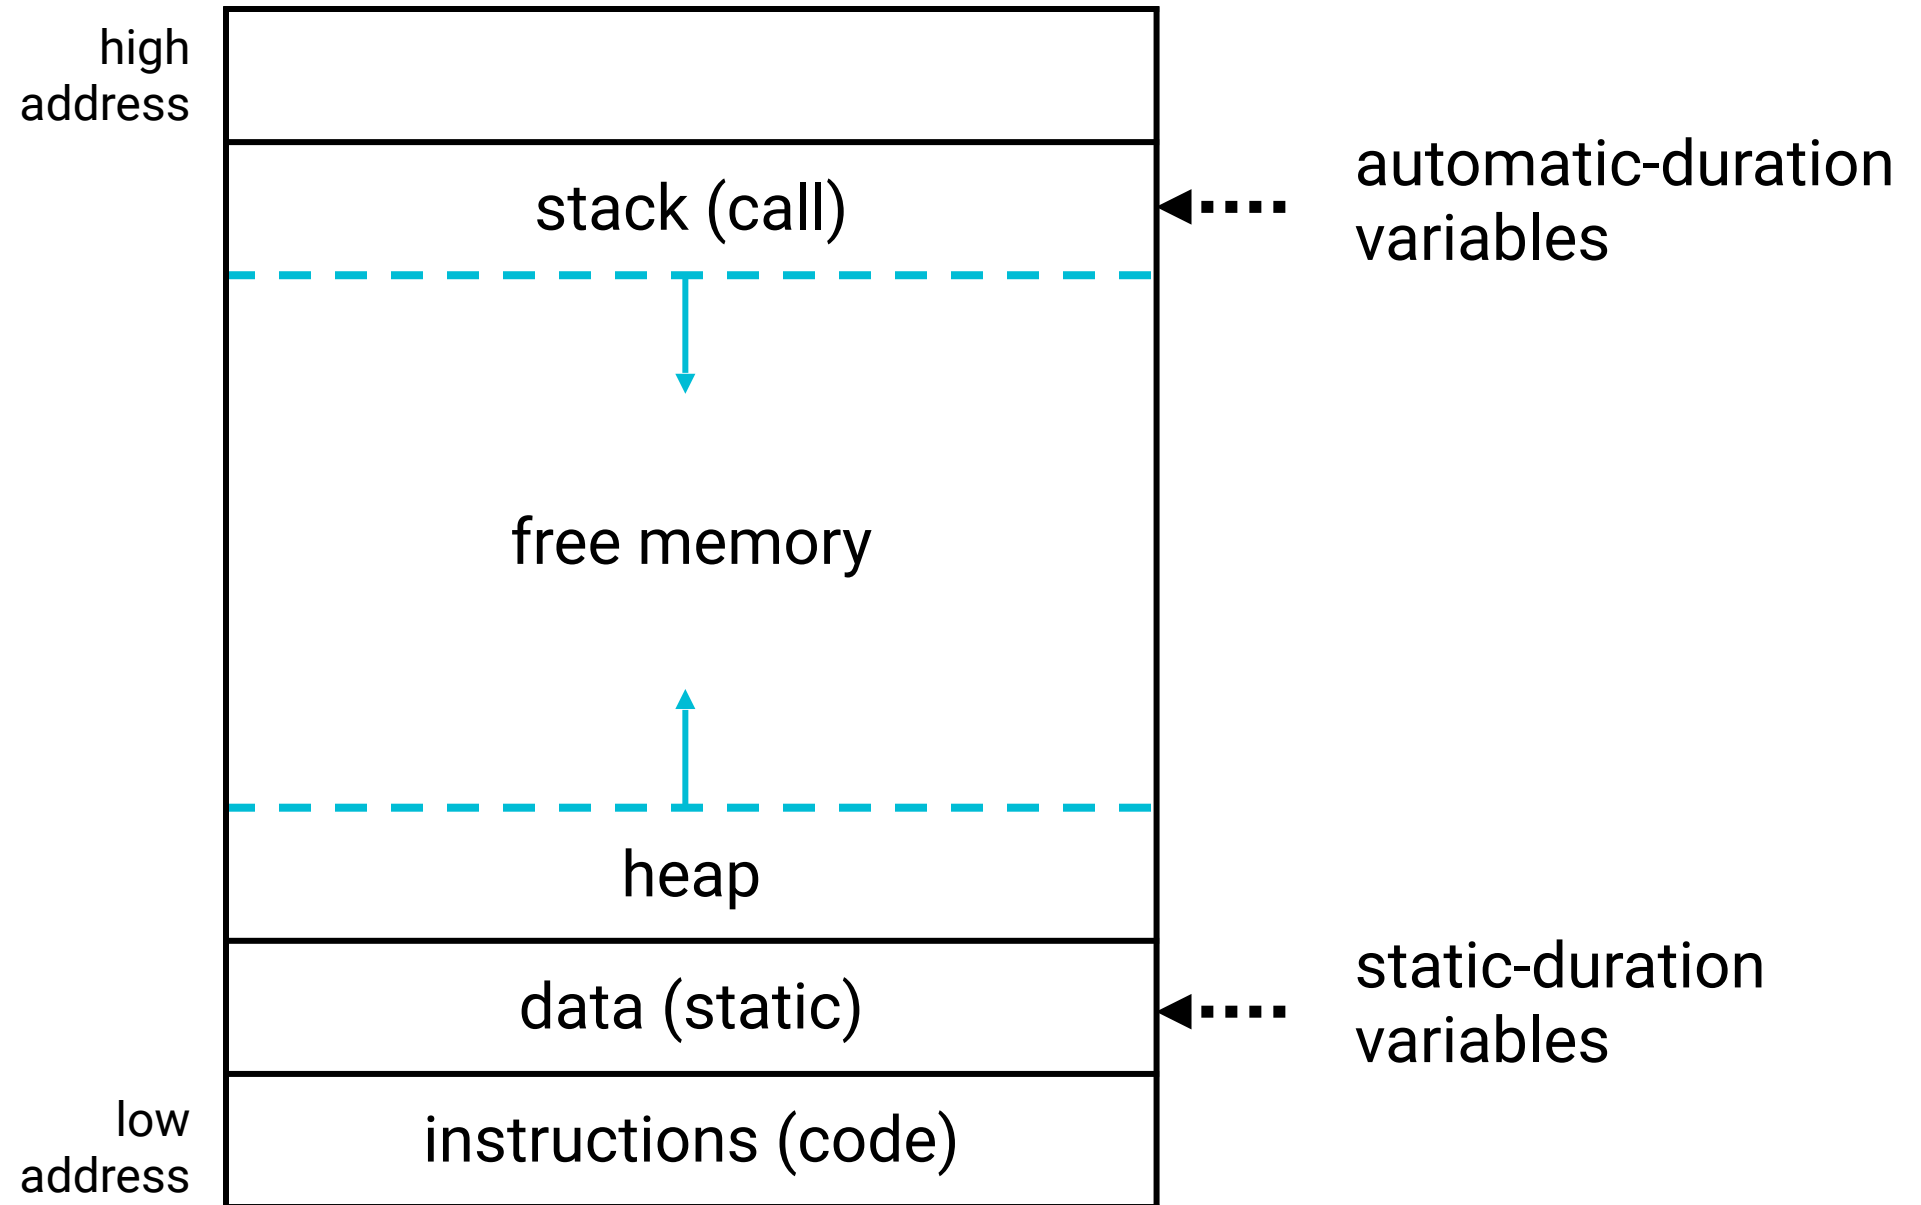 high
address
stack (call)
automatic-duration
variables
free memory
heap
data (static)
static-duration
variables
low
address
instructions (code)